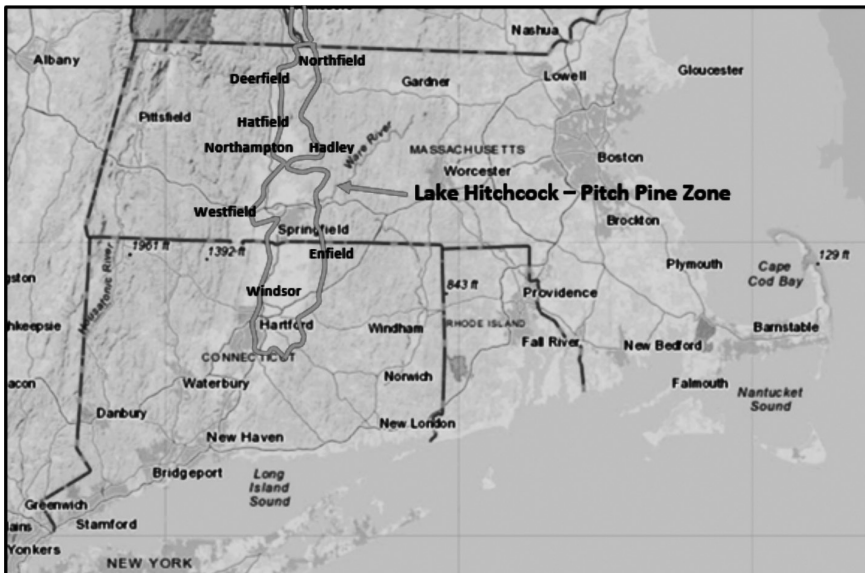 Nashua
Albany
Northfield
Gloucester
Deerfield
Gardner
Lowell
Pittsfield
Hatfield
Ware River
Northampton
Hadley
MASSACHUSETTS
Boston
Worcester
Lake Hitchcock – Pitch Pine Zone
Westfield
Brockton
Springfield
1961 ft
1392 ft
Enfield
129 ft
Plymouth
Cape
Cod Bay
Housatonic River
Windsor
843 ft
Providence
Hartford
Windham
RHODE ISLAND
Barnstable
Fall River
New Bedford
CONNECTICUT
Waterbury
Norwich
Falmouth
Nantucket
Sound
Danbury
New London
New Haven
Bridgeport
Long
Island
Sound
Greenwich
Stamford
Yonkers
NEW YORK